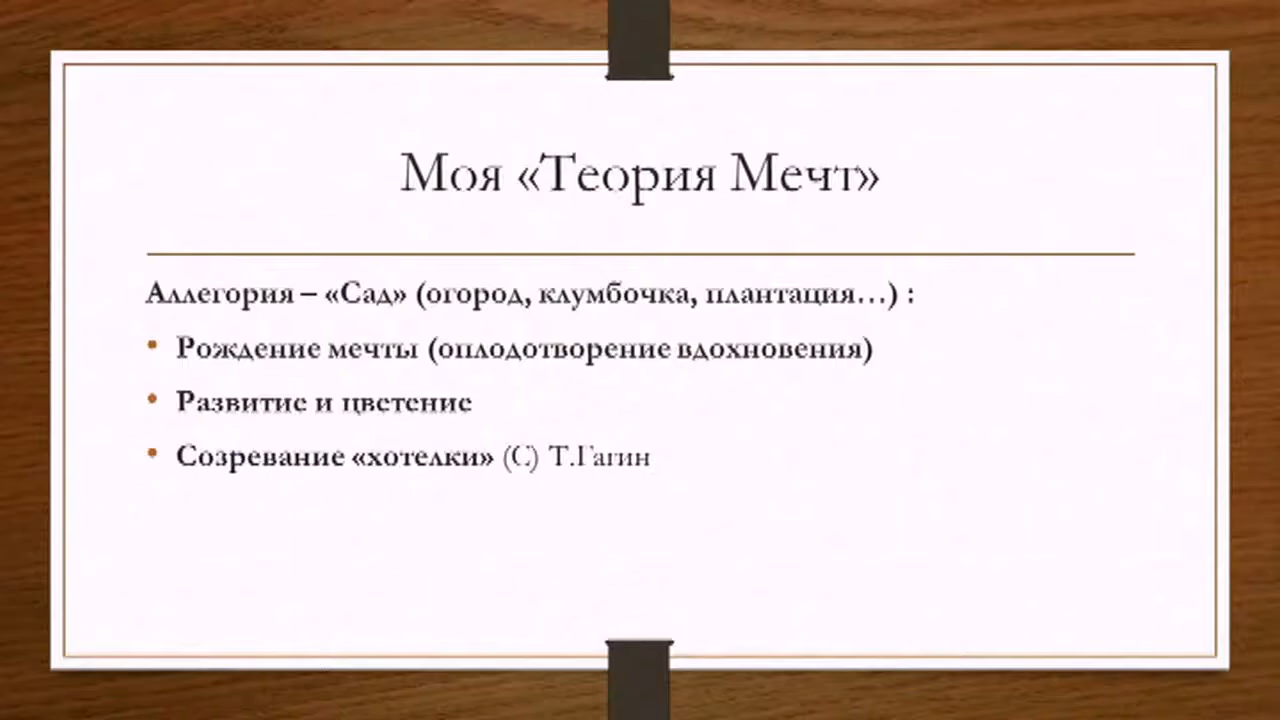 Моя «Теория Мечт»
Аллегория – «Сад» (огород, клумбочка, плантация…) :
• Рождение мечты (оплодотворение вдохновения)
• Развитие и цветение
• Созревание «хотелки» (С) Т.Гагин